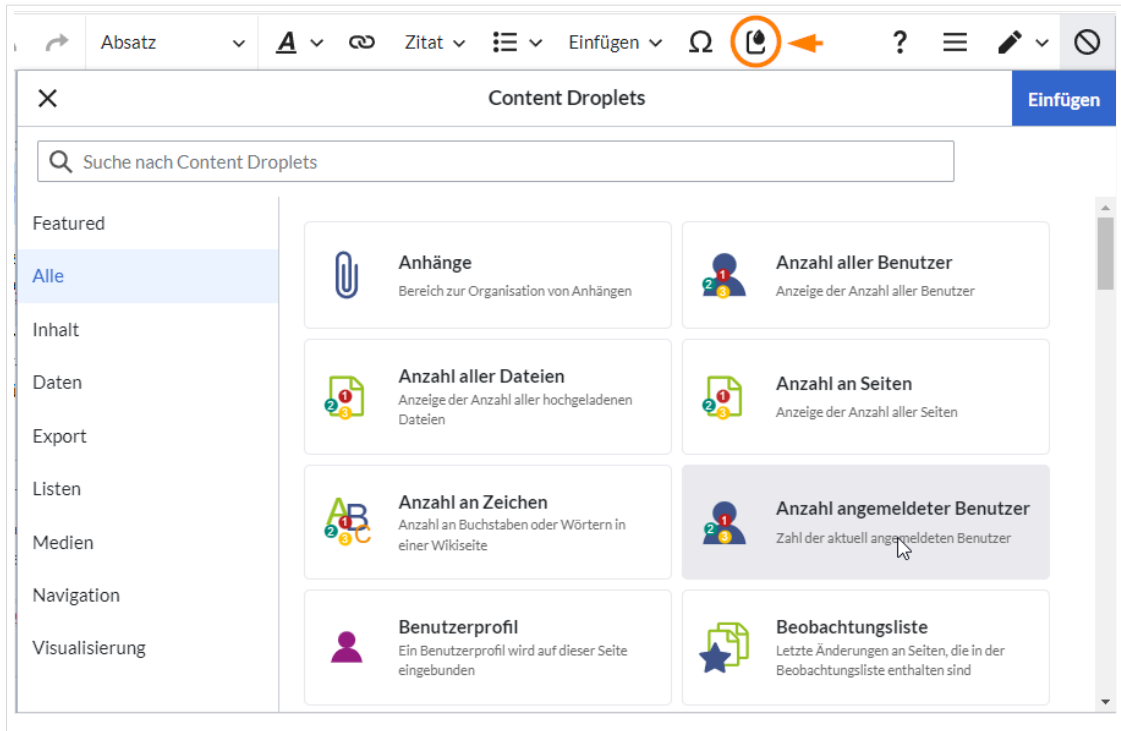 Absatz A Zitat Einfügen Ω ?
Content Droplets
Einfügen
Suche nach Content Droplets
Featured
Alle
Inhalt
Daten
Export
Listen
Medien
Navigation
Visualisierung
Anhänge
Bereich zur Organisation von Anhängen
Anzahl aller Benutzer
Anzeige der Anzahl aller Benutzer
Anzahl aller Dateien
Anzeige der Anzahl aller hochgeladenen
Dateien
Anzahl an Seiten
Anzeige der Anzahl aller Seiten
Anzahl an Zeichen
Anzahl an Buchstaben oder Wörtern in
einer Wikiseite
Anzahl angemeldeter Benutzer
Zahl der aktuell angemeldeten Benutzer
Benutzerprofil
Ein Benutzerprofil wird auf dieser Seite
eingebunden
Beobachtungsliste
Letzte Änderungen an Seiten, die in der
Beobachtungsliste enthalten sind